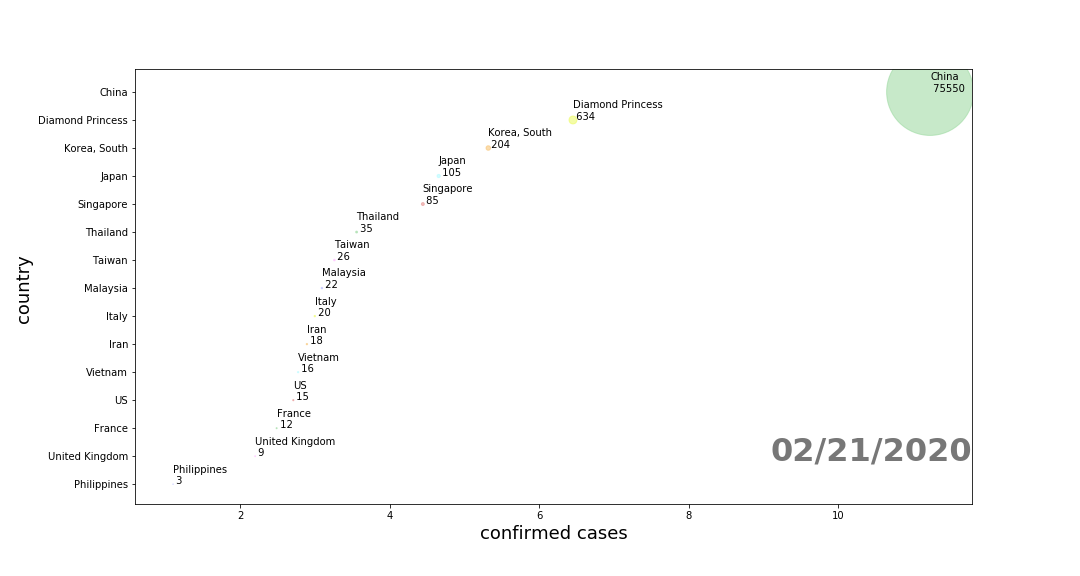 China
75550
Diamond Princess
634
Korea, South
204
Japan
105
Singapore
85
Thailand
35
Taiwan
26
Malaysia
22
Italy
20
Iran
18
Vietnam
16
US
15
France
12
United Kingdom
9
Philippines
3
China
Diamond Princess
Korea, South
Japan
Singapore
Thailand
Taiwan
Malaysia
Italy
Iran
Vietnam
US
France
United Kingdom
Philippines
country
02/21/2020
2 4 6 8 10
confirmed cases